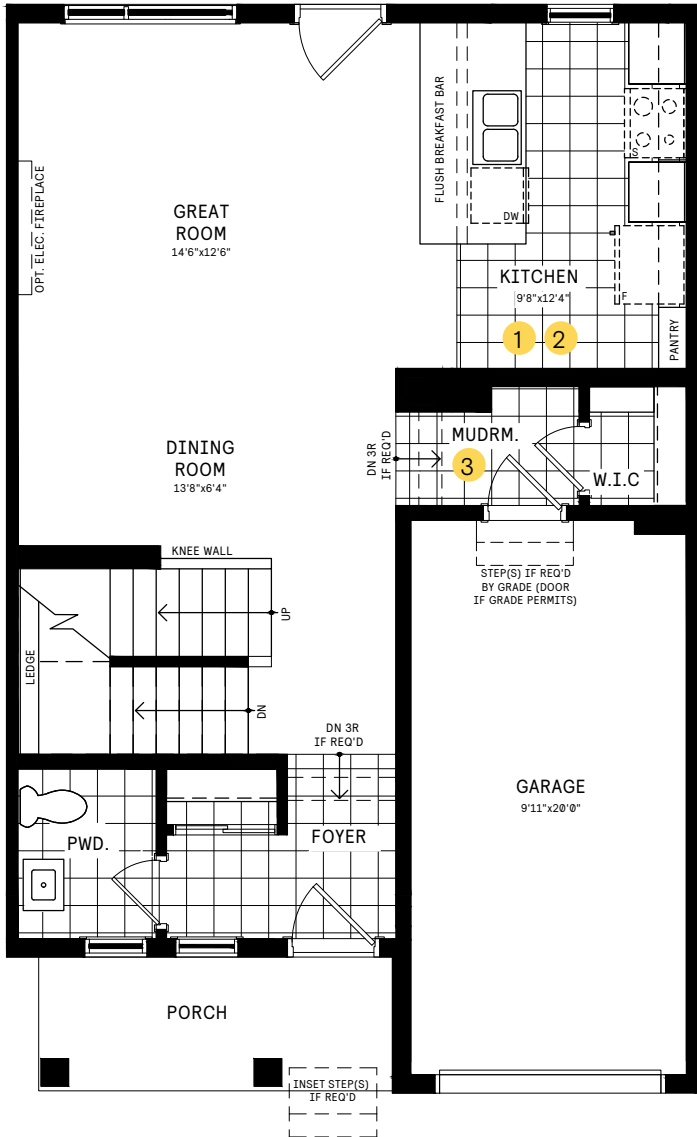 FLUSH BREAKFAST BAR
S
DW
OPT. ELEC. FIREPLACE
GREAT
ROOM
14'6"x12'6"
KITCHEN
9'8"x12'4"
F
1 2
PANTRY
DINING
ROOM
13'8"x6'4"
DN 3R
IF REQ'D
MUDRM.
3
W.I.C
KNEE WALL
STEP(S) IF REQ'D
BY GRADE (DOOR
IF GRADE PERMITS)
UP
LEDGE
DN
DN 3R
IF REQ'D
GARAGE
9'11"x20'0"
PWD.
FOYER
PORCH
INSET STEP(S)
IF REQ'D